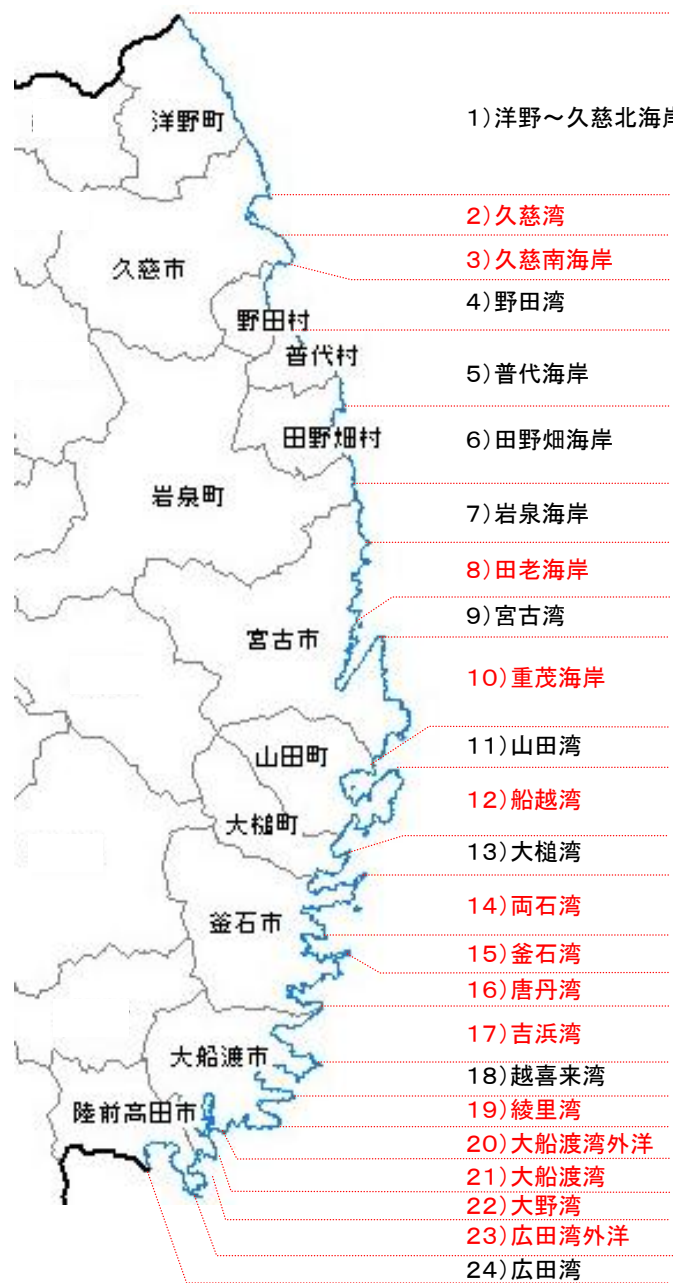 洋野町
久慈市
野田村
普代村
田野畑村
岩泉町
宮古市
山田町
大槌町
釜石市
大船渡市
陸前高田市
1)洋野～久慈北海岸
2)久慈湾
3)久慈南海岸
4)野田湾
5)普代海岸
6)田野畑海岸
7)岩泉海岸
8)田老海岸
9)宮古湾
10)重茂海岸
11)山田湾
12)船越湾
13)大槌湾
14)両石湾
15)釜石湾
16)唐丹湾
17)吉浜湾
18)越喜来湾
19)綾里湾
20)大船渡湾外洋
21)大船渡湾
22)大野湾
23)広田湾外洋
24)広田湾